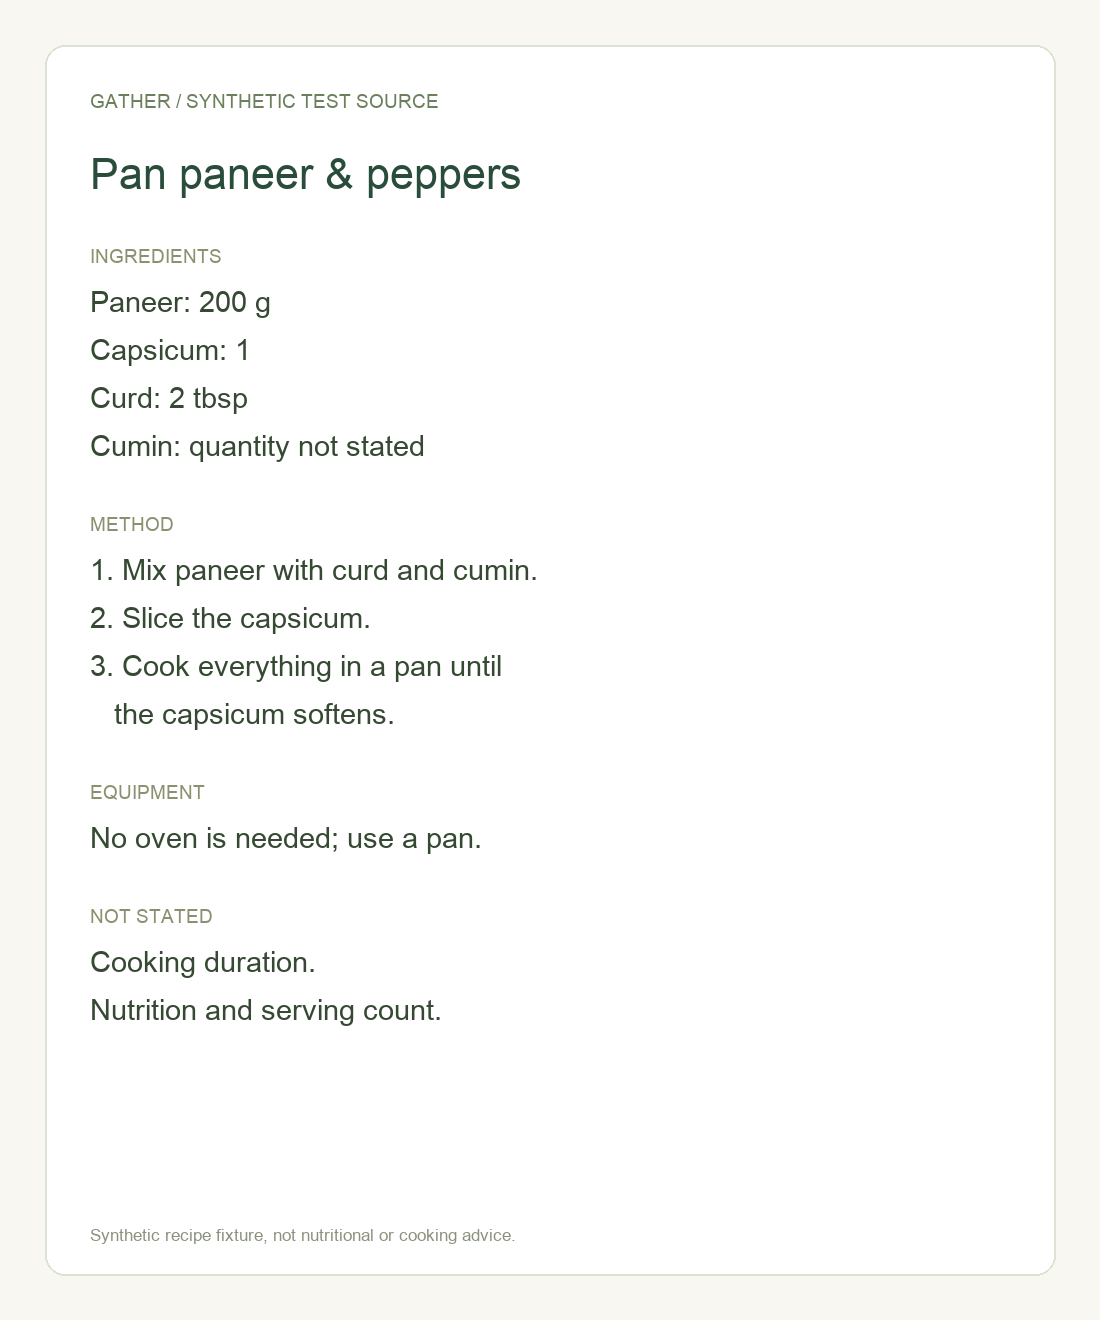 GATHER / SYNTHETIC TEST SOURCE
Pan paneer & peppers
INGREDIENTS
Paneer: 200 g
Capsicum: 1
Curd: 2 tbsp
Cumin: quantity not stated
METHOD
1. Mix paneer with curd and cumin.
2. Slice the capsicum.
3. Cook everything in a pan until
the capsicum softens.
EQUIPMENT
No oven is needed; use a pan.
NOT STATED
Cooking duration.
Nutrition and serving count.
Synthetic recipe fixture, not nutritional or cooking advice.